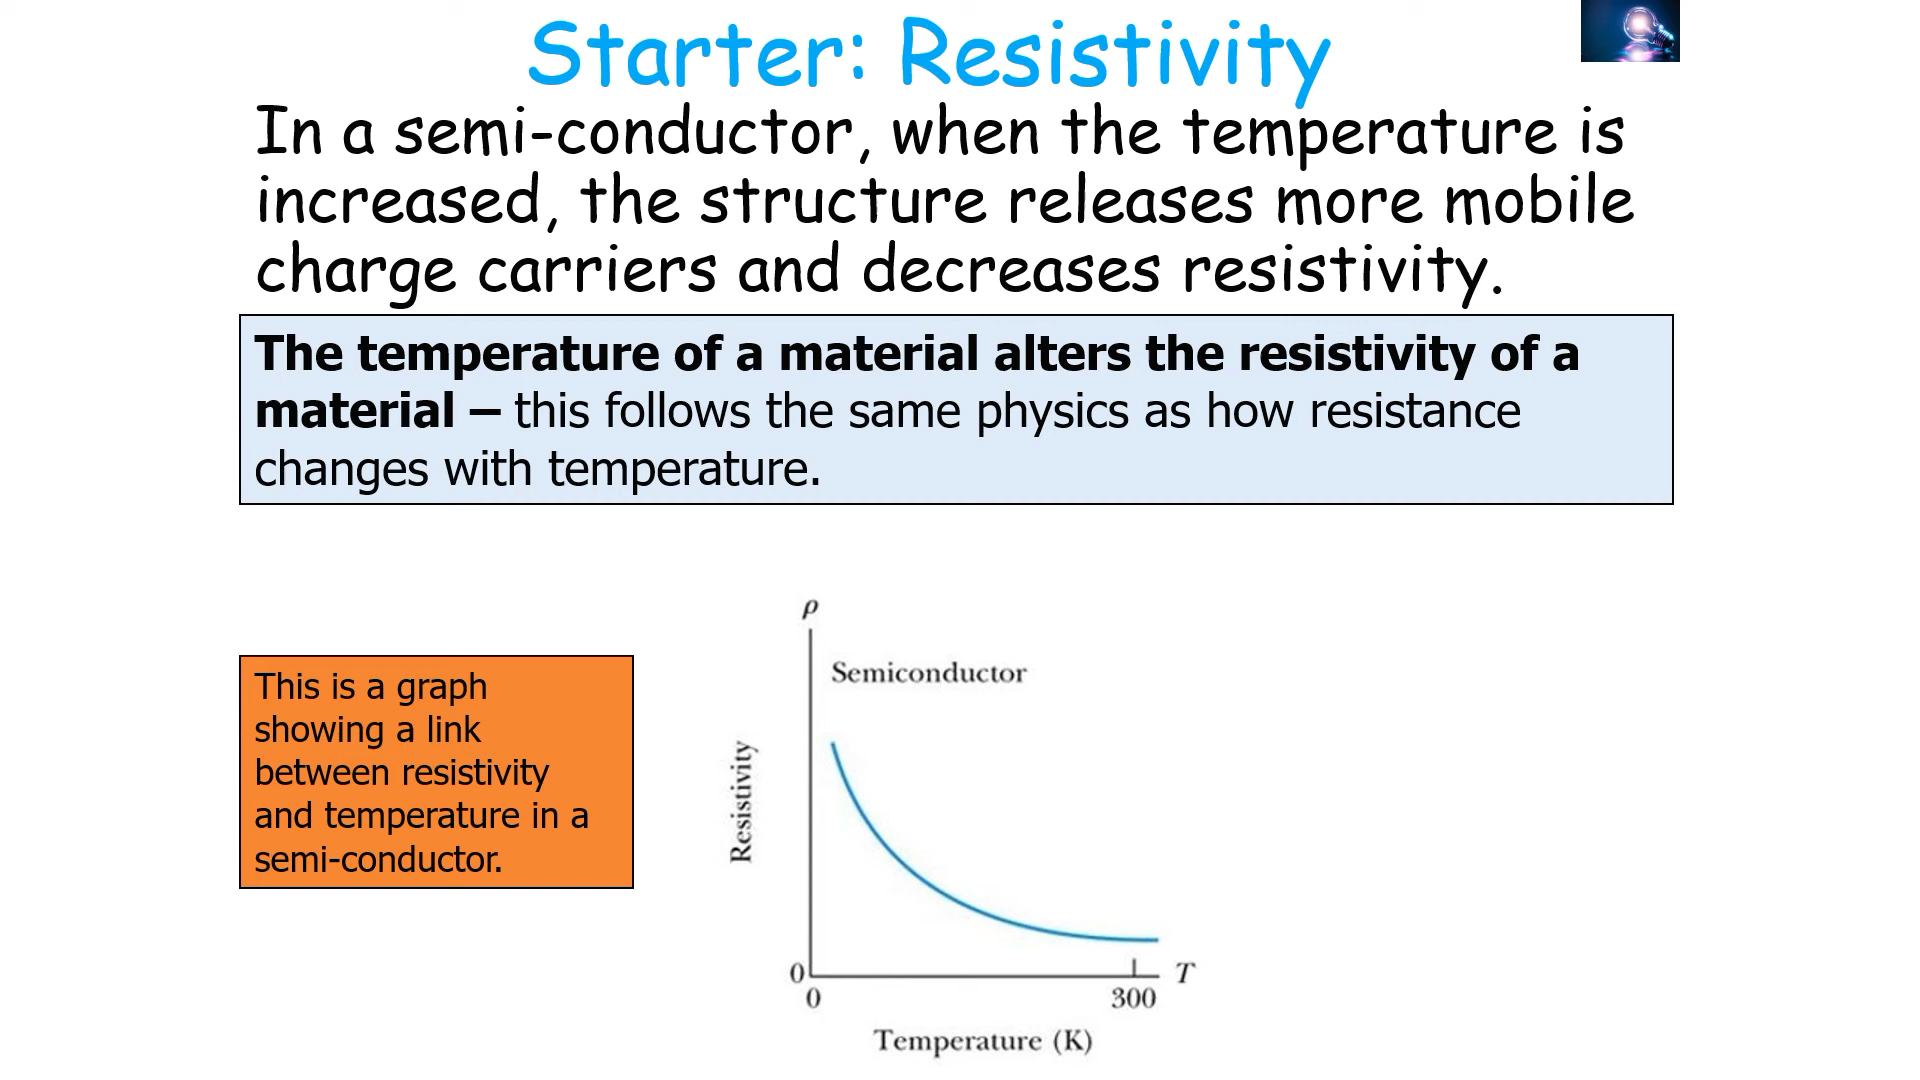 Starter: Resistivity
In a semi-conductor, when the temperature is
increased, the structure releases more mobile
charge carriers and decreases resistivity.
The temperature of a material alters the resistivity of a
material – this follows the same physics as how resistance
changes with temperature.
This is a graph
showing a link
between resistivity
and temperature in a
semi-conductor.
ρ
Semiconductor
Resistivity
0
T
0
300
Temperature (K)